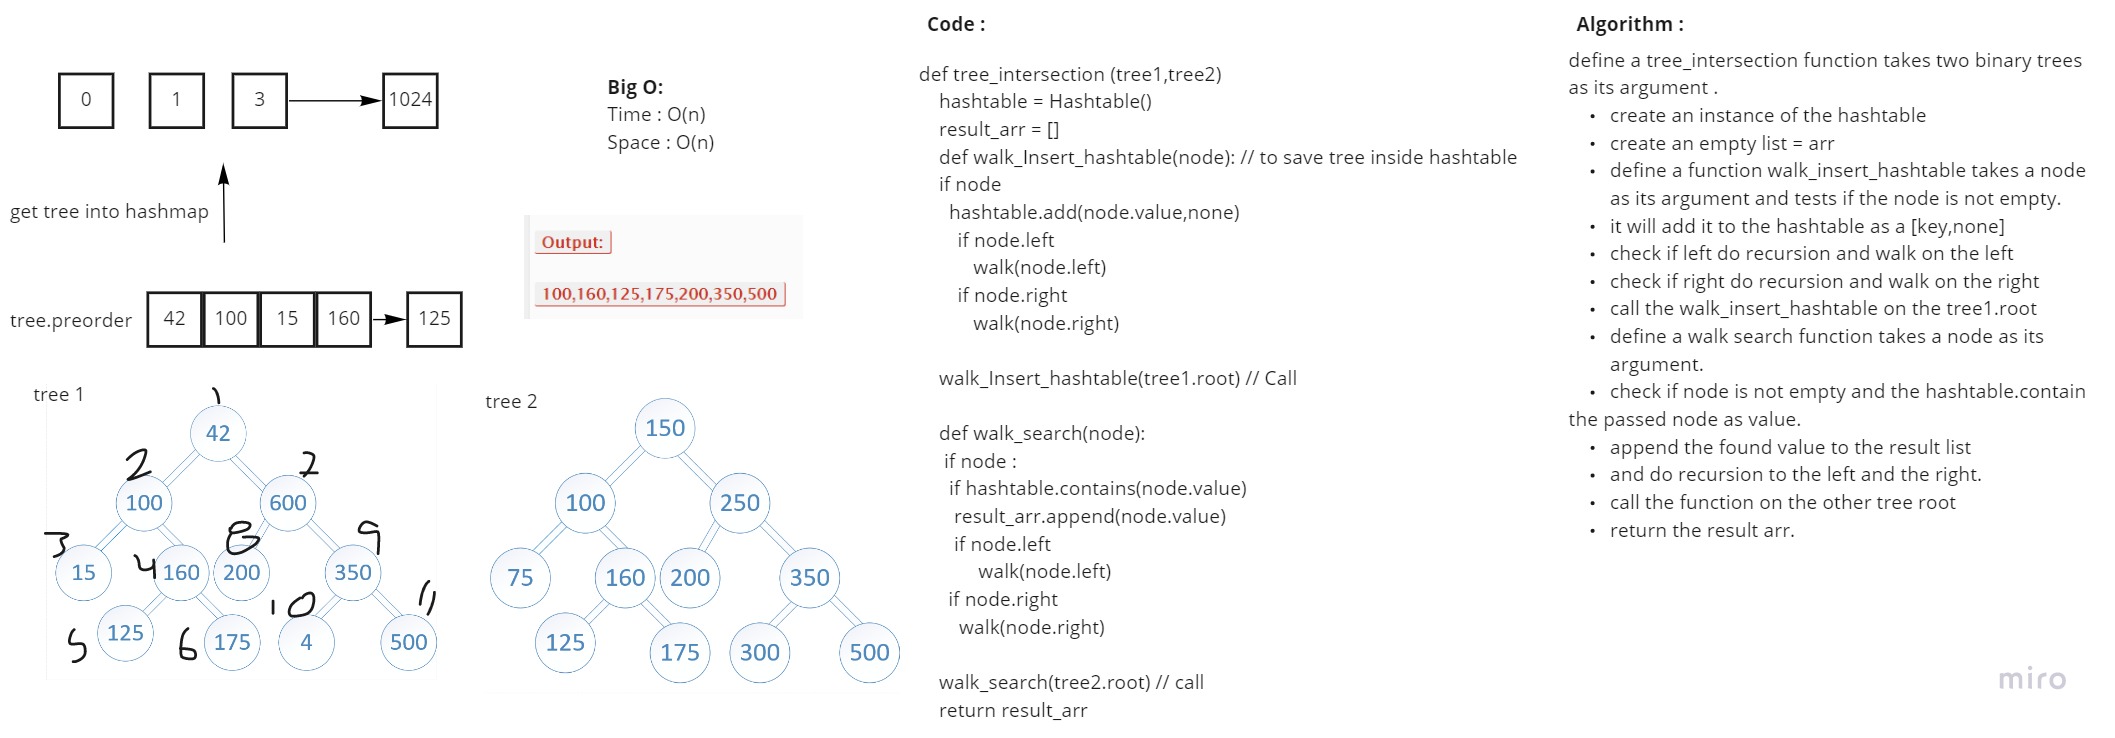 0 1 3 1024
get tree into hashmap
tree.preorder 42 100 15 160 125
Big O:
Time : O(n)
Space : O(n)
Output:
100,160,125,175,200,350,500
tree 1
1
42
2 2
100 600
3 4 8 9
15 160 200 350
5 6 10 11
125 175 4 500
tree 2
150
100 250
75 160 200 350
125 175 300 500
Code :
def tree_intersection (tree1,tree2)
hashtable = Hashtable()
result_arr = []
def walk_Insert_hashtable(node): // to save tree inside hashtable
if node
hashtable.add(node.value,none)
if node.left
walk(node.left)
if node.right
walk(node.right)
walk_Insert_hashtable(tree1.root) // Call
def walk_search(node):
if node :
if hashtable.contains(node.value)
result_arr.append(node.value)
if node.left
walk(node.left)
if node.right
walk(node.right)
walk_search(tree2.root) // call
return result_arr
Algorithm :
define a tree_intersection function takes two binary trees
as its argument .
• create an instance of the hashtable
• create an empty list = arr
• define a function walk_insert_hashtable takes a node
as its argument and tests if the node is not empty.
• it will add it to the hashtable as a [key,none]
• check if left do recursion and walk on the left
• check if right do recursion and walk on the right
• call the walk_insert_hashtable on the tree1.root
• define a walk search function takes a node as its
argument.
• check if node is not empty and the hashtable.contain
the passed node as value.
• append the found value to the result list
• and do recursion to the left and the right.
• call the function on the other tree root
• return the result arr.
miro